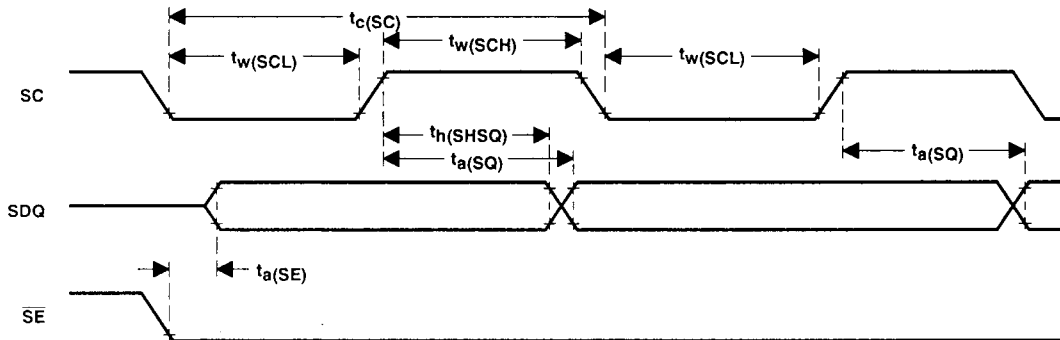 tc(SC)
tw(SCL) tw(SCH) tw(SCL)
SC
th(SHSQ)
ta(SQ) ta(SQ)
SDQ
ta(SE)
SE